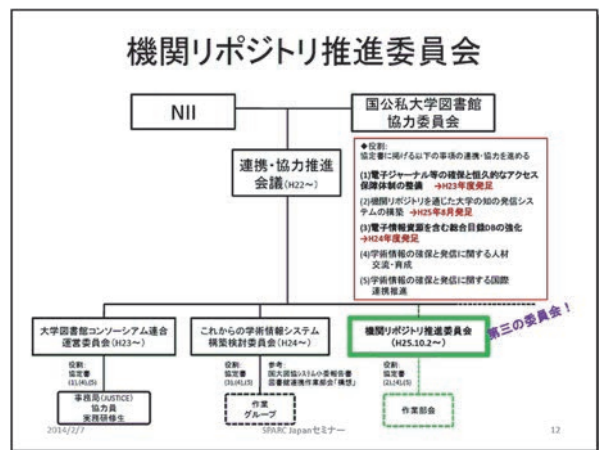 機関リポジトリ推進委員会
NII
国公私大学図書館
協力委員会
連携・協力推進
会議(H22～)
◆役割:
協定書に掲げる以下の事項の連携・協力を進める
(1)電子ジャーナル等の確保と恒久的なアクセス
保障体制の整備 →H23年度発足
(2)機関リポジトリを通じた大学の知の発信シス
テムの構築 →H25年8月発足
(3)電子情報資源を含む総合目録DBの強化
→H24年度発足
(4)学術情報の確保と発信に関する人材
交流・育成
(5)学術情報の確保と発信に関する国際
連携推進
第三の委員会！
大学図書館コンソーシアム連合
運営委員会(H23～)
これからの学術情報システム
構築検討委員会(H24～)
機関リポジトリ推進委員会
(H25.10.2～)
役割:
協定書
(1),(4),(5)
役割:
協定書
(3),(4),(5)
参考:
国大図協システム小委報告書
図書館連携作業部会「構想」
役割:
協定書
(2),(4),(5)
事務局(JUSTICE)
協力員
実務研修生
作業
グループ
作業部会
2014/2/7
SPARC Japanセミナー
12